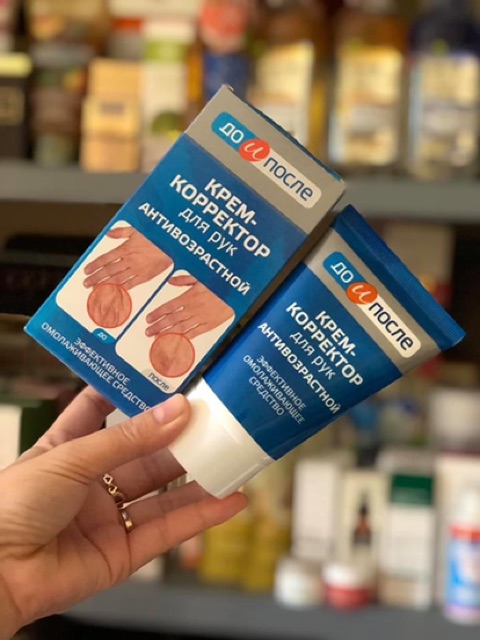 ДО и ПОСЛЕ
КРЕМ-
КОРРЕКТОР
ДЛЯ РУК
АНТИВОЗРАСТНОЙ
ДО
ПОСЛЕ
ЭФФЕКТИВНОЕ
ОМОЛАЖИВАЮЩЕЕ СРЕДСТВО
ДО и ПОСЛЕ
КРЕМ-
КОРРЕКТОР
ДЛЯ РУК
АНТИВОЗРАСТНОЙ
ЭФФЕКТИВНОЕ
ОМОЛАЖИВАЮЩЕЕ
СРЕДСТВО